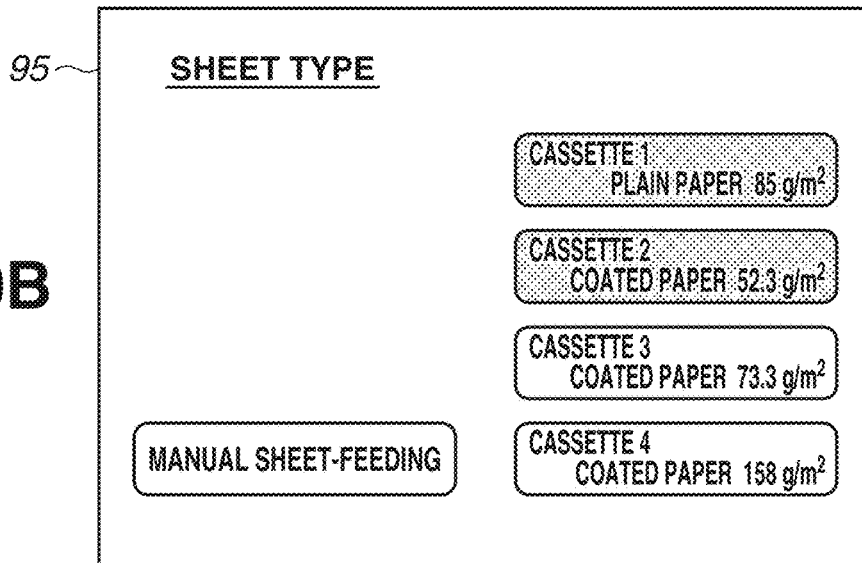 95
SHEET TYPE
CASSETTE 1
PLAIN PAPER 85 g/m²
B
CASSETTE 2
COATED PAPER 52.3 g/m²
CASSETTE 3
COATED PAPER 73.3 g/m²
MANUAL SHEET-FEEDING
CASSETTE 4
COATED PAPER 158 g/m²